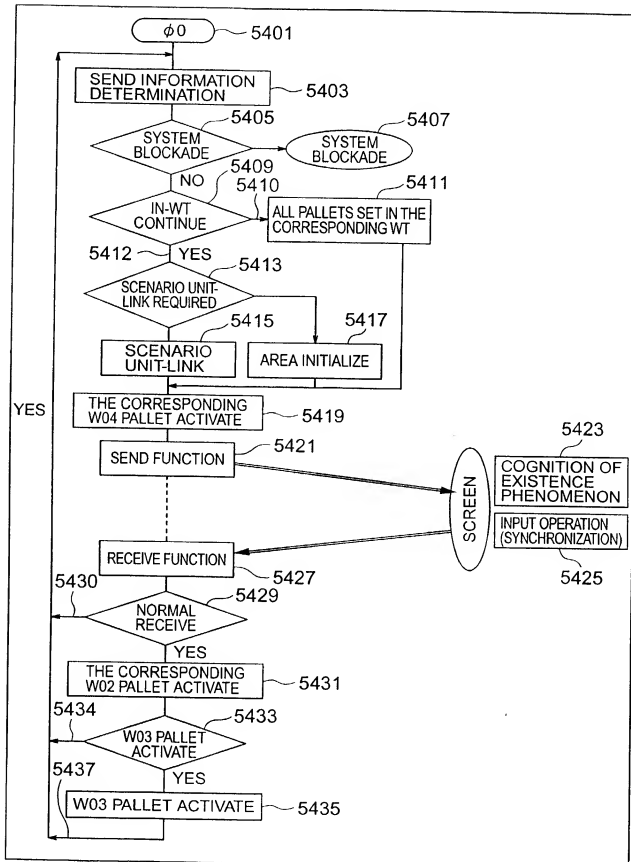 φ0
5401
SEND INFORMATION
DETERMINATION
5403
5405
SYSTEM
BLOCKADE
5407
SYSTEM
BLOCKADE
NO
5409
5410
IN-WT
CONTINUE
5411
ALL PALLETS SET IN THE
CORRESPONDING WT
5412
YES
5413
SCENARIO UNIT-
LINK REQUIRED
5415
SCENARIO
UNIT-LINK
5417
AREA INITIALIZE
YES
THE CORRESPONDING
W04 PALLET ACTIVATE
5419
5421
SEND FUNCTION
SCREEN
5423
COGNITION OF
EXISTENCE
PHENOMENON
INPUT OPERATION
(SYNCHRONIZATION)
5425
RECEIVE FUNCTION
5427
5430
5429
NORMAL
RECEIVE
YES
THE CORRESPONDING
W02 PALLET ACTIVATE
5431
5434
5433
W03 PALLET
ACTIVATE
5437
YES
W03 PALLET ACTIVATE
5435